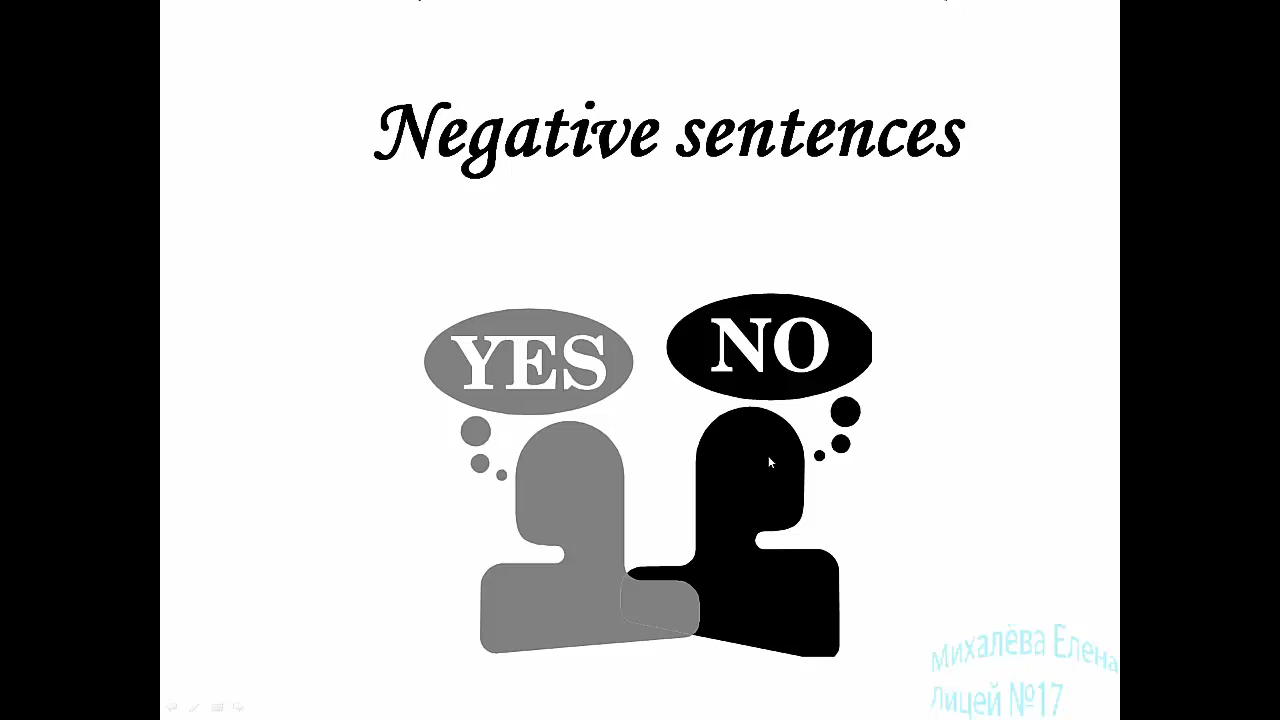 Negative sentences
YES
NO
Михалёва Елена
Лицей №17